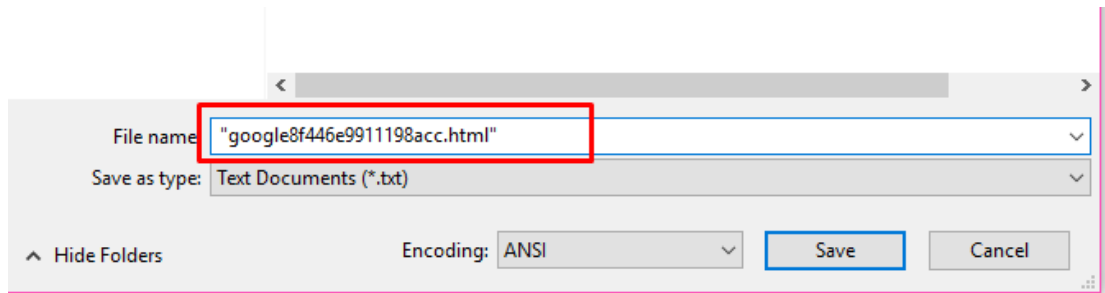 File name: "google8f446e9911198acc.html"
Save as type: Text Documents (*.txt)
Hide Folders Encoding: ANSI Save Cancel